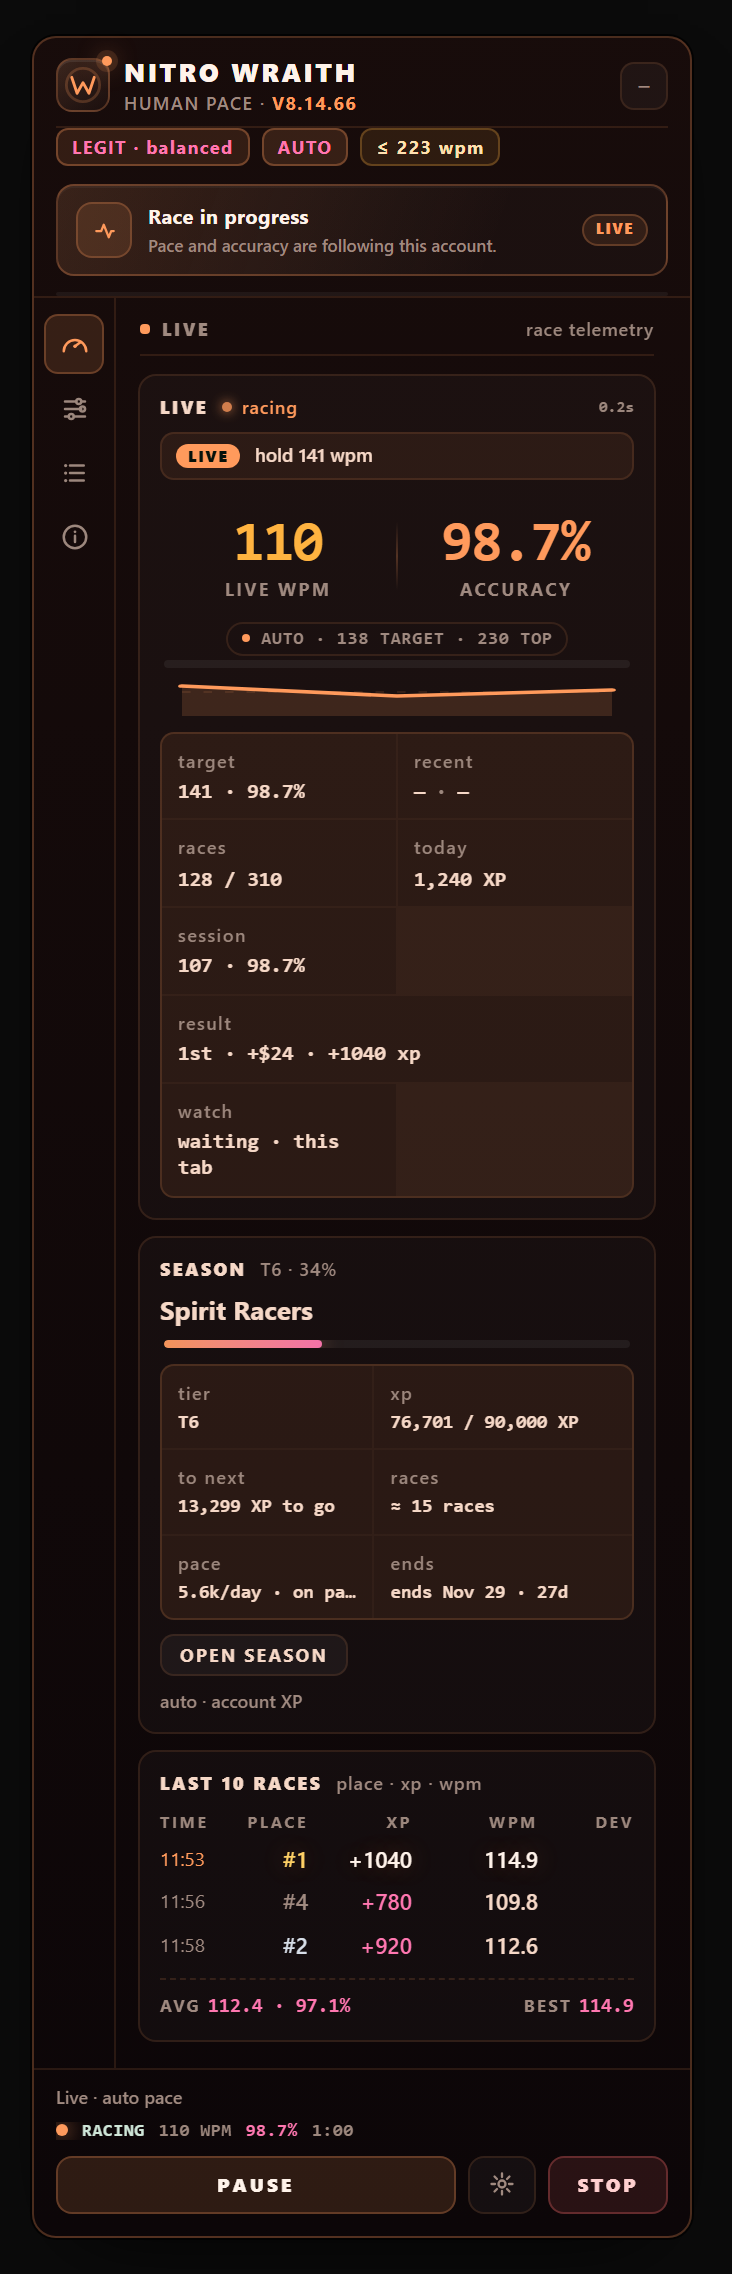 NITRO WRAITH
HUMAN PACE · V8.14.66
LEGIT · balanced AUTO ≤ 223 wpm
Race in progress
Pace and accuracy are following this account.
LIVE
LIVE race telemetry
LIVE racing 0.2s
LIVE hold 141 wpm
110 98.7%
LIVE WPM ACCURACY
AUTO · 138 TARGET · 230 TOP
target recent
141 · 98.7% — · —
races today
128 / 310 1,240 XP
session
107 · 98.7%
result
1st · +$24 · +1040 xp
watch
waiting · this
tab
SEASON T6 · 34%
Spirit Racers
tier xp
T6 76,701 / 90,000 XP
to next races
13,299 XP to go ≈ 15 races
pace ends
5.6k/day · on pa… ends Nov 29 · 27d
OPEN SEASON
auto · account XP
LAST 10 RACES place · xp · wpm
TIME PLACE XP WPM DEV
11:53 #1 +1040 114.9
11:56 #4 +780 109.8
11:58 #2 +920 112.6
AVG 112.4 · 97.1% BEST 114.9
Live · auto pace
RACING 110 WPM 98.7% 1:00
PAUSE STOP